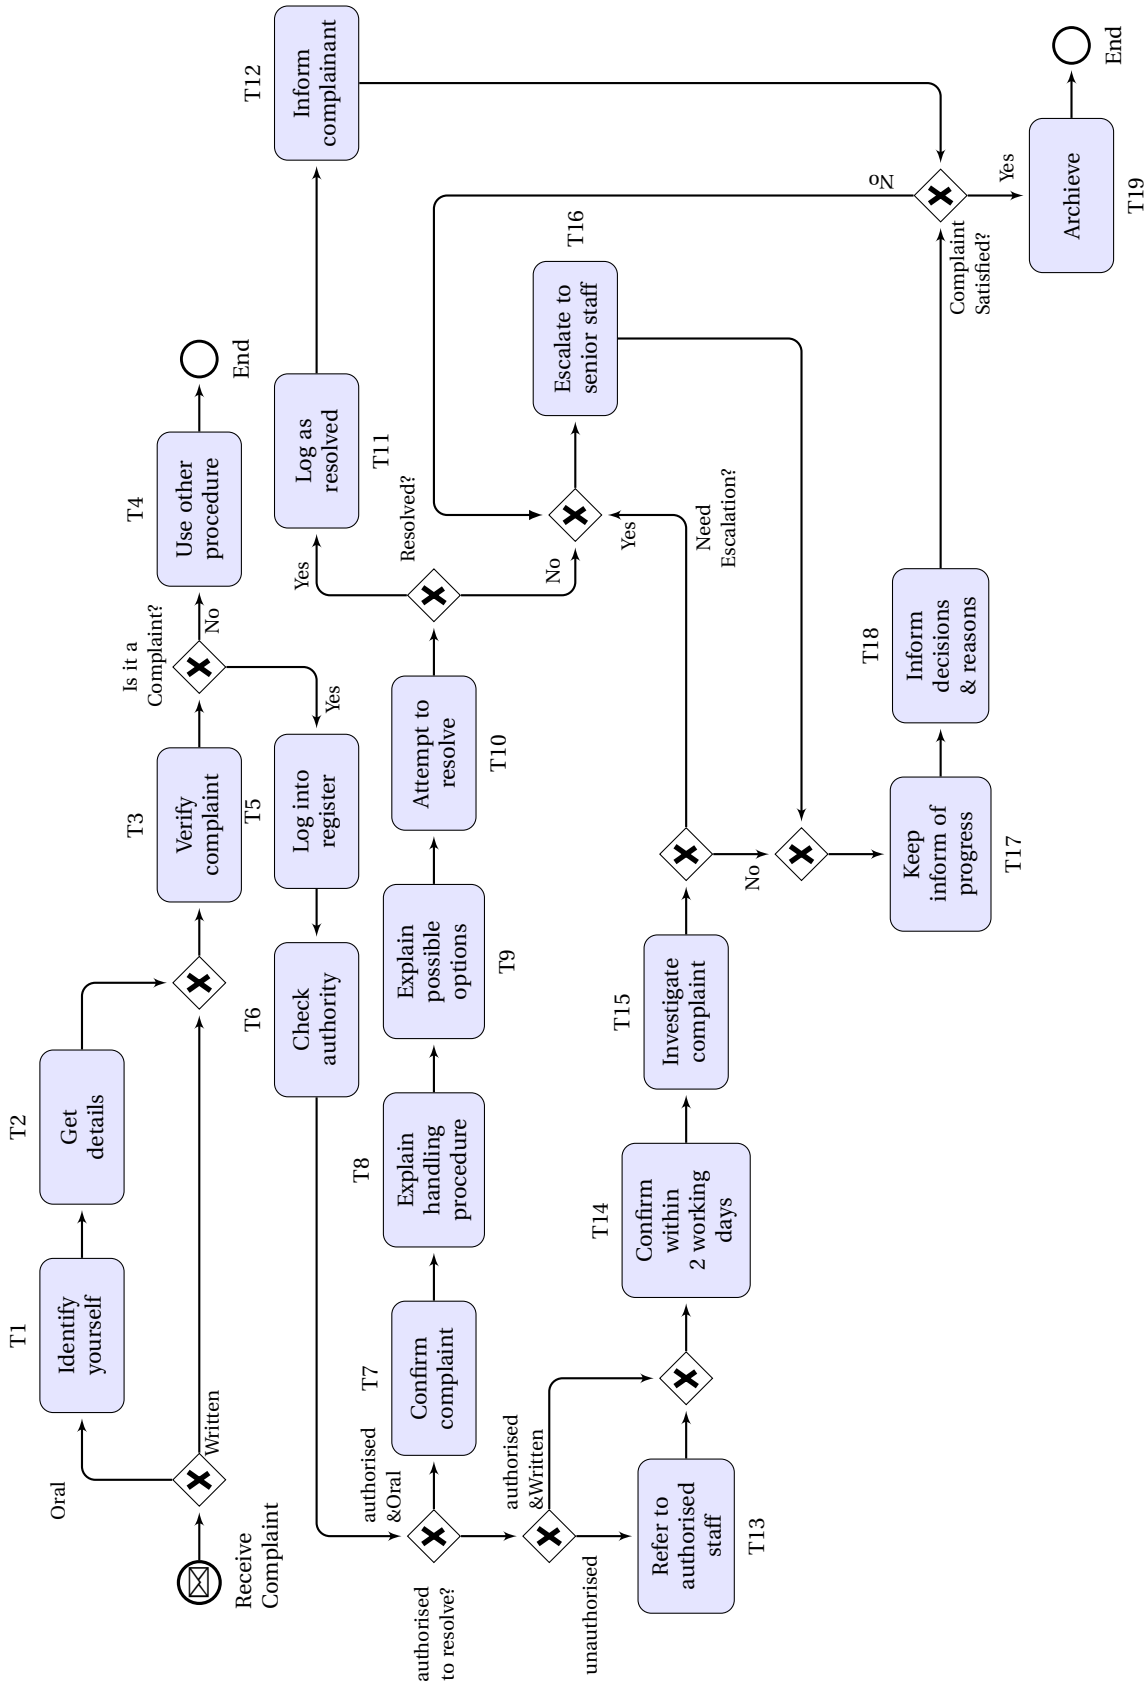 T1
Identify
yourself
T2
Get
details
Oral
Written
Receive
Complaint
T3
Verify
complaint
Is it a
Complaint?
No
T4
Use other
procedure
End
Yes
T5
Log into
register
T6
Check
authority
authorised
to resolve?
authorised
&Oral
T7
Confirm
complaint
T8
Explain
handling
procedure
T9
Explain
possible
options
T10
Attempt to
resolve
Resolved?
Yes
T11
Log as
resolved
T12
Inform
complainant
No
authorised
&Written
unauthorised
T13
Refer to
authorised
staff
T14
Confirm
within
2 working
days
T15
Investigate
complaint
Need
Escalation?
Yes
No
T16
Escalate to
senior staff
T17
Keep
inform of
progress
T18
Inform
decisions
& reasons
Complaint
Satisfied?
No
Yes
T19
Archieve
End